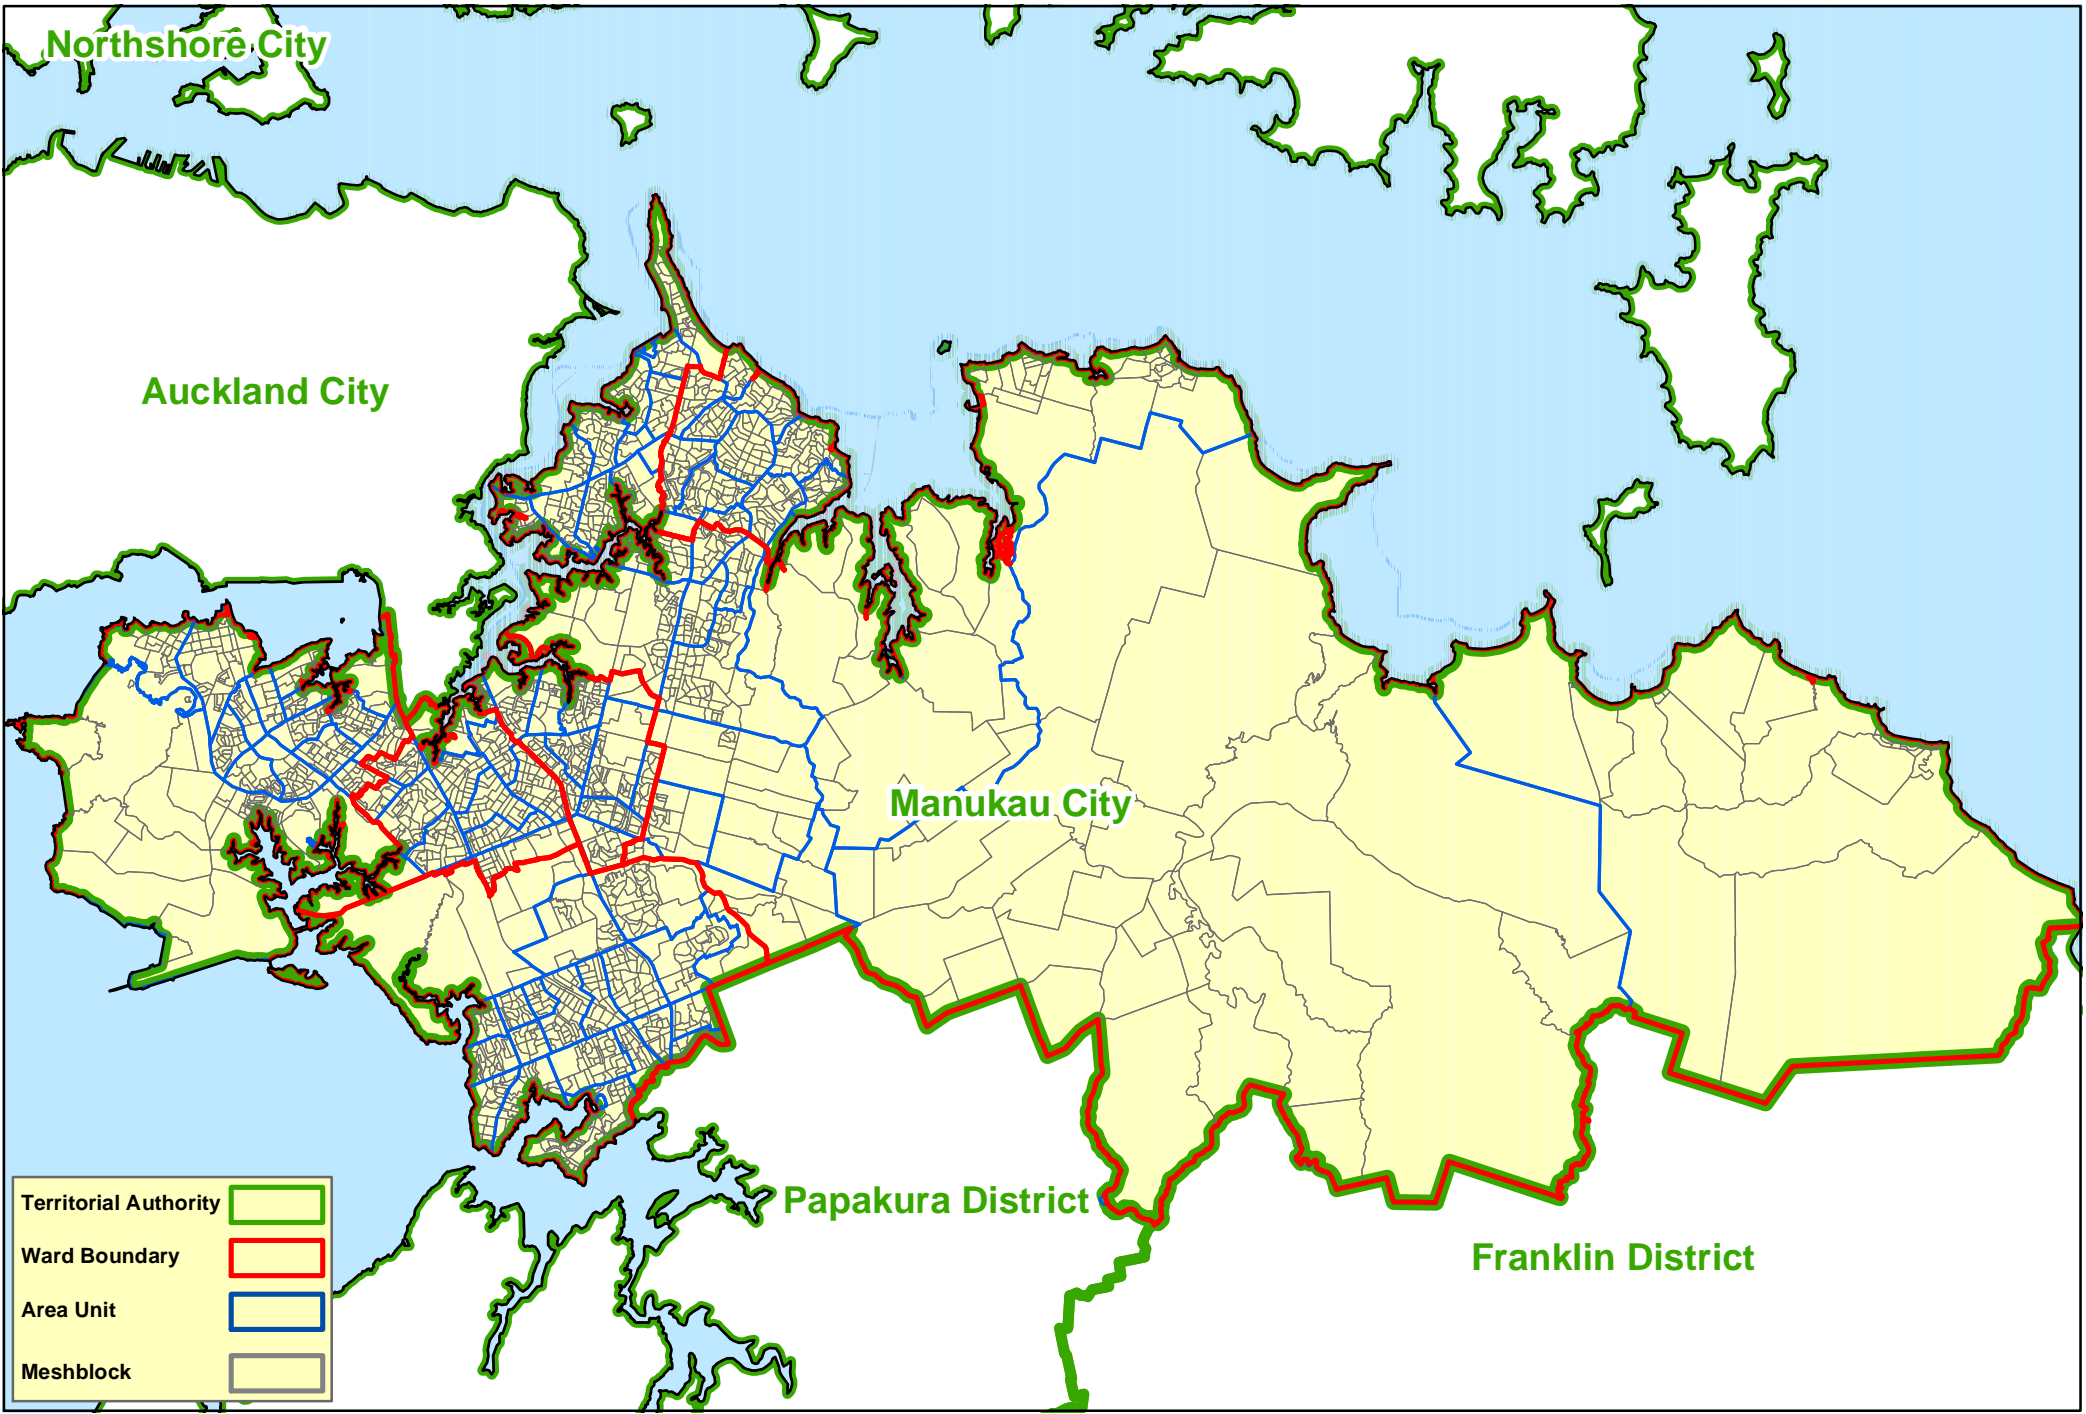 Northshore City
Auckland City
Manukau City
Papakura District
Franklin District
Territorial Authority
Ward Boundary
Area Unit
Meshblock